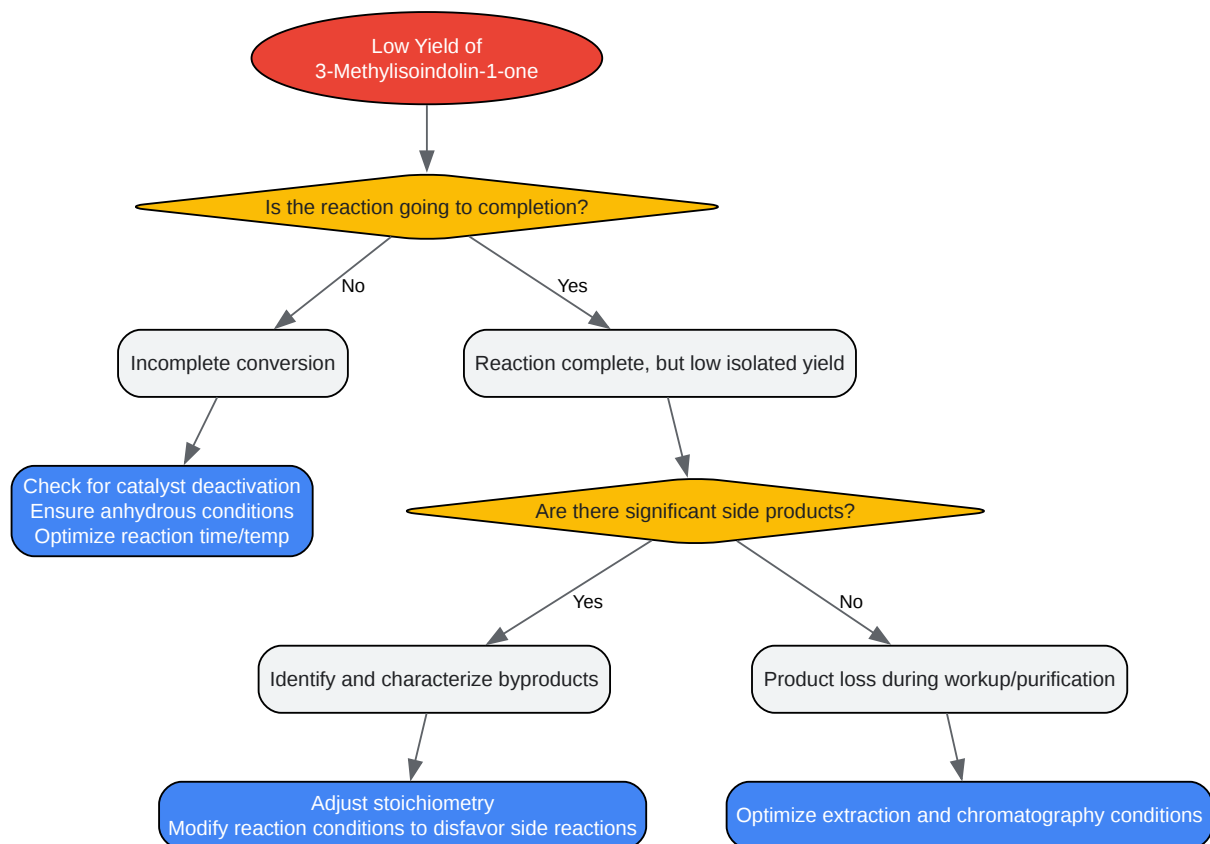 Low Yield of
3-Methylisoindolin-1-one
Is the reaction going to completion?
No
Yes
Incomplete conversion
Reaction complete, but low isolated yield
Check for catalyst deactivation
Ensure anhydrous conditions
Optimize reaction time/temp
Are there significant side products?
Yes
No
Identify and characterize byproducts
Product loss during workup/purification
Adjust stoichiometry
Modify reaction conditions to disfavor side reactions
Optimize extraction and chromatography conditions